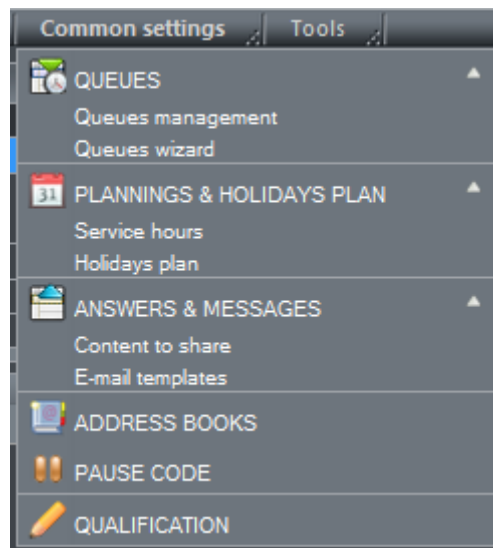 Common settings Tools
QUEUES
Queues management
Queues wizard
31 PLANNINGS & HOLIDAYS PLAN
Service hours
Holidays plan
ANSWERS & MESSAGES
Content to share
E-mail templates
ADDRESS BOOKS
PAUSE CODE
QUALIFICATION